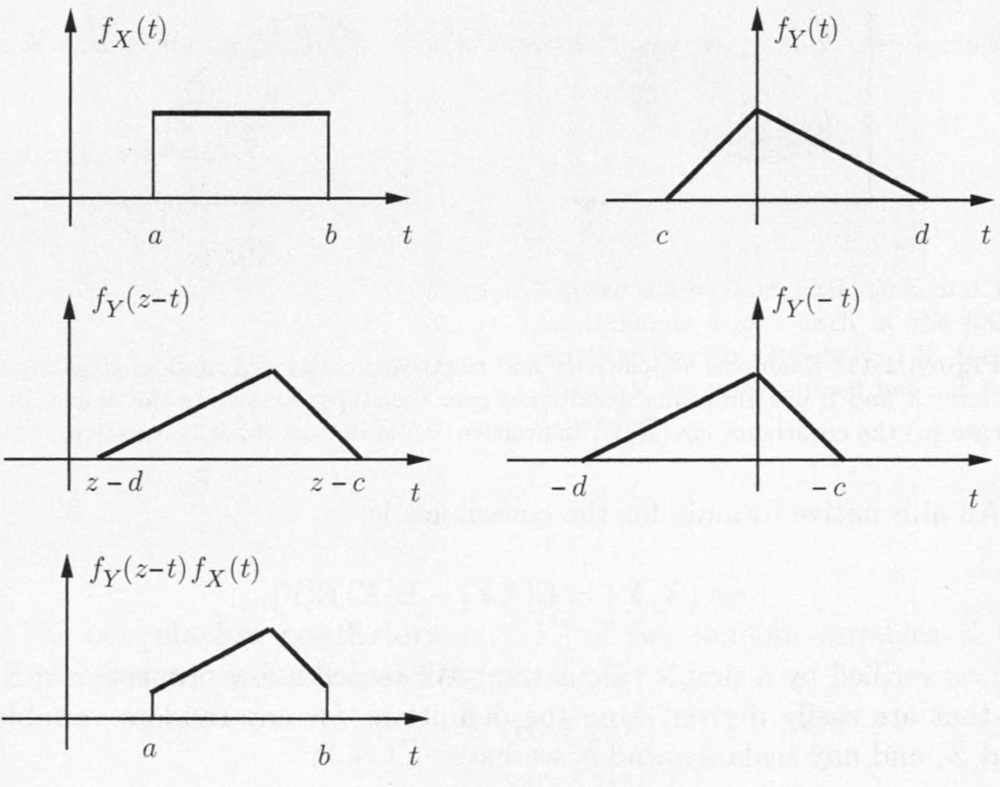 f_X(t)
f_Y(t)
a b t
c d t
f_Y(z−t)
f_Y(− t)
z − d z − c t
− d − c t
f_Y(z−t) f_X(t)
a b t